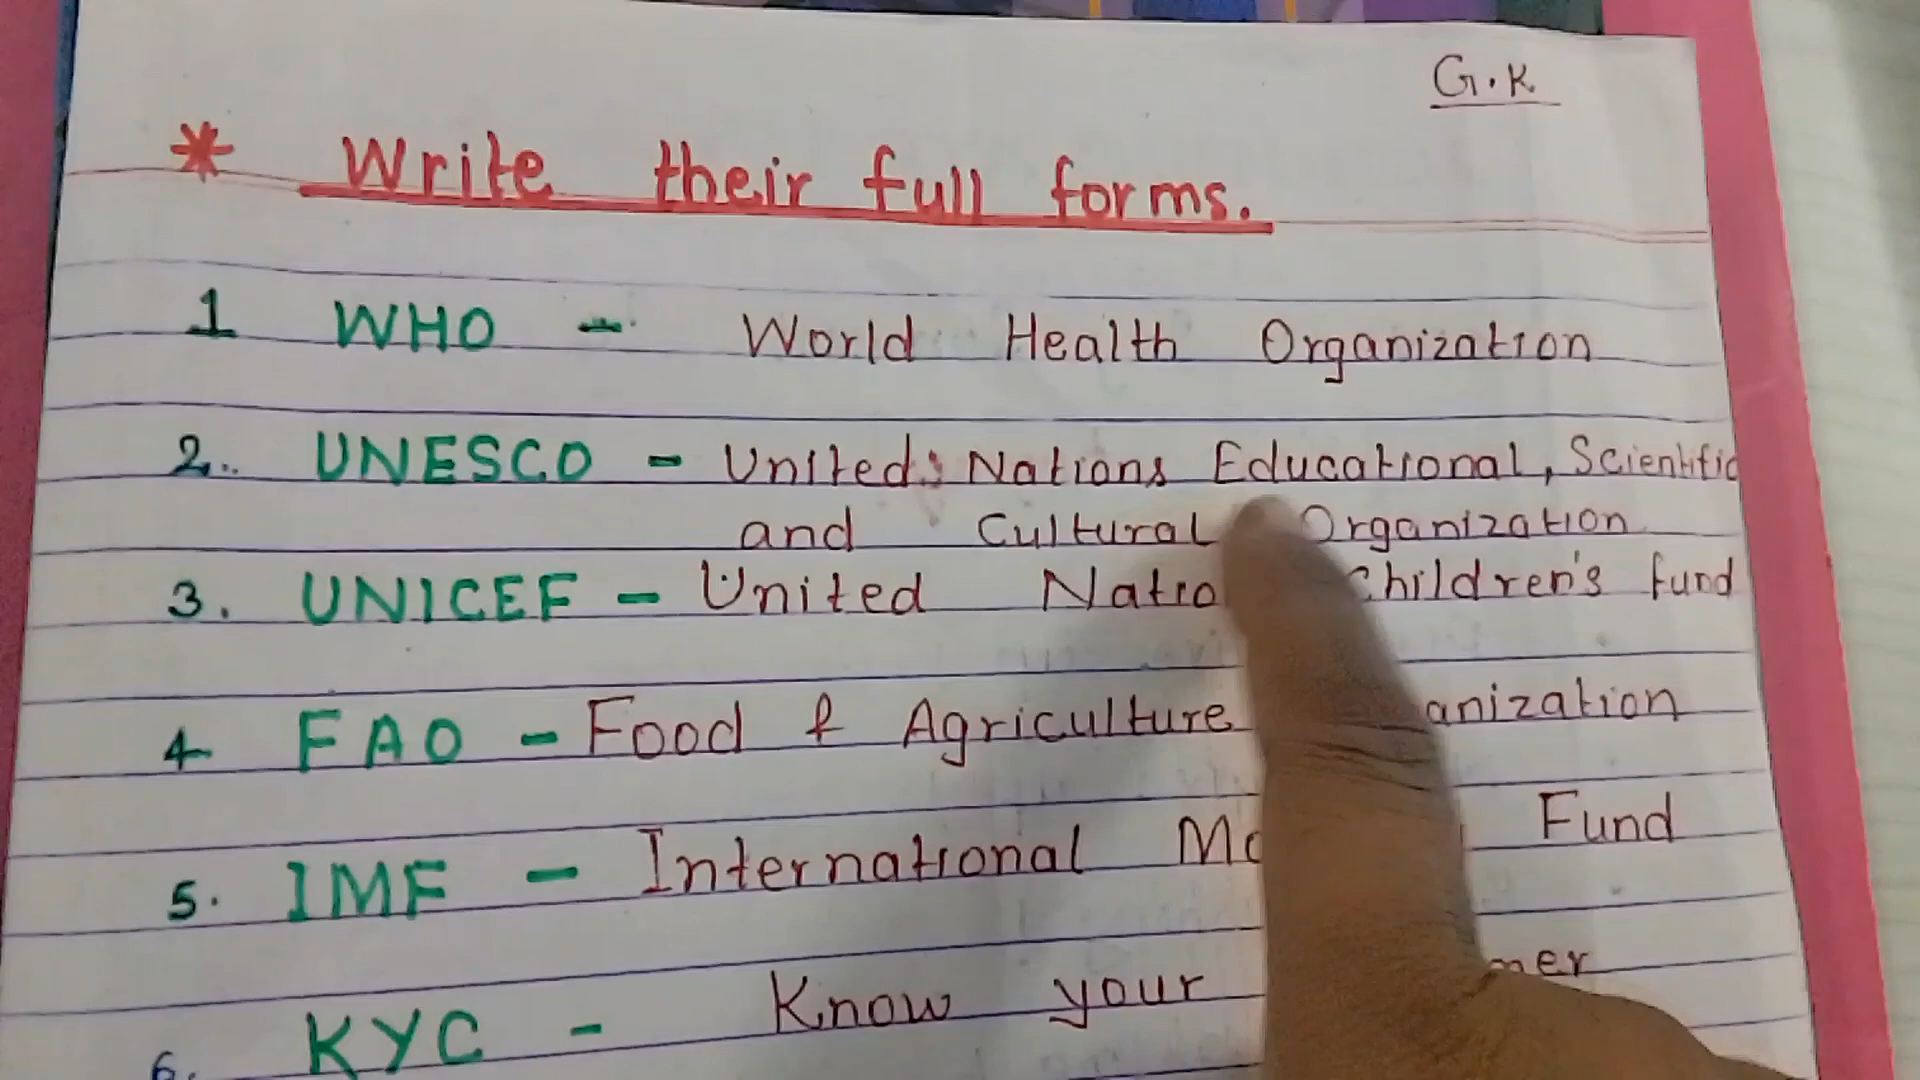 G.K
* Write their full forms.
1 WHO - World Health Organization
2. UNESCO - United Nations Educational, Scientific
and Cultural Organization
3. UNICEF - United Children's fund
4 FAO - Food & Agriculture
5. IMF - International Fund
6. KYC - Know your